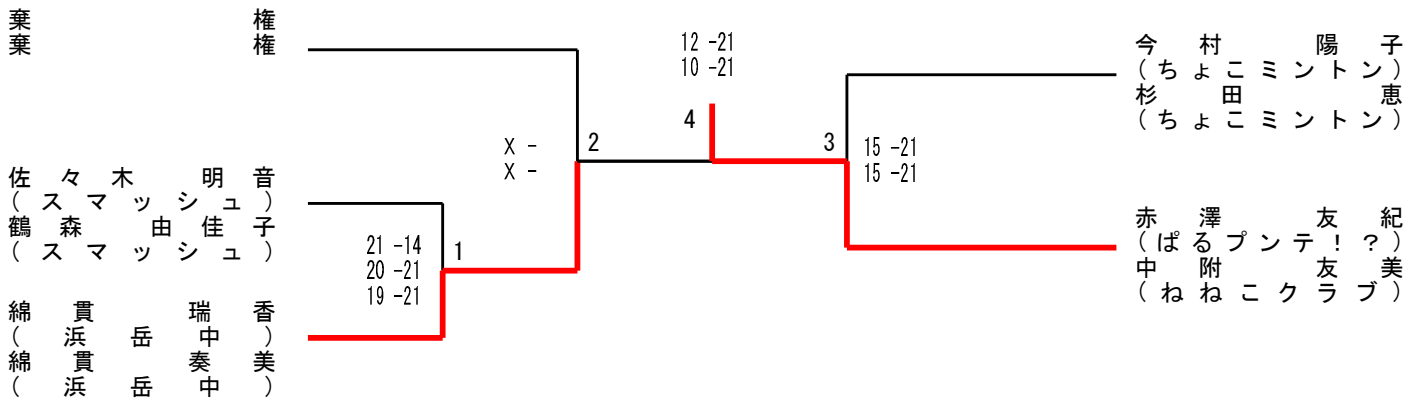 棄権
棄権
佐々木 明音
(スマッシュ)
鶴森 由佳子
(スマッシュ)
綿貫 瑞香
(浜岳中)
綿貫 奏美
(浜岳中)
21 -14
20 -21
19 -21
1
X -
X -
2
12 -21
10 -21
4
3
15 -21
15 -21
今村 陽子
(ちょこミントン)
杉田 恵
(ちょこミントン)
赤澤 友紀
(ぱるプンテ!?)
中附 友美
(ねねこクラブ)